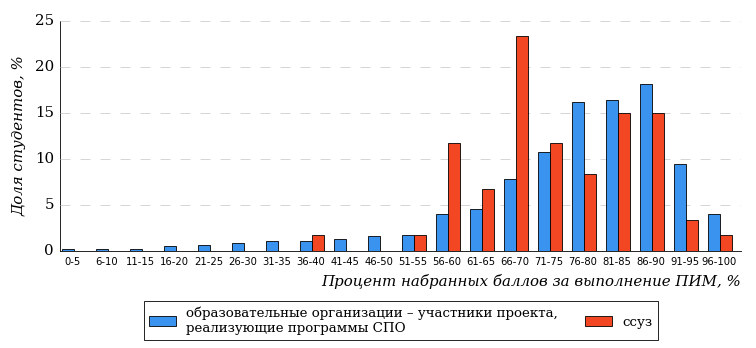 25
20
15
10
5
0
Доля студентов, %
0-5 6-10 11-15 16-20 21-25 26-30 31-35 36-40 41-45 46-50 51-55 56-60 61-65 66-70 71-75 76-80 81-85 86-90 91-95 96-100
Процент набранных баллов за выполнение ПИМ, %
образовательные организации – участники проекта,
реализующие программы СПО
ссуз